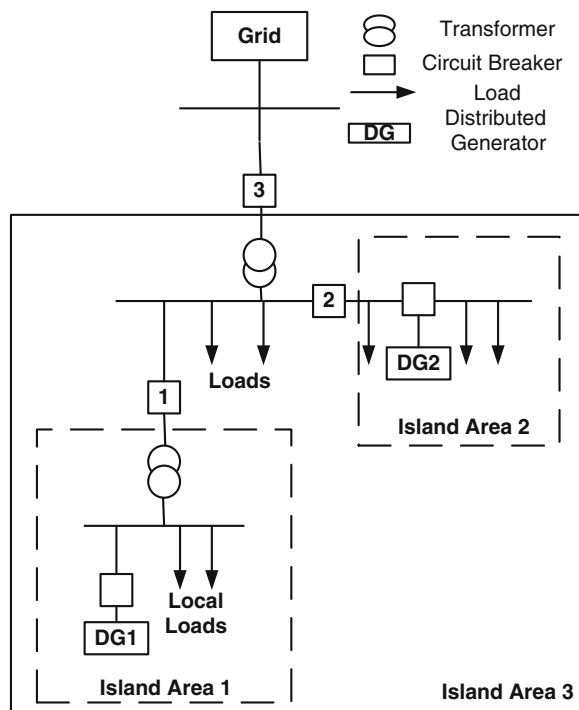 Grid
Transformer
Circuit Breaker
Load
DG
Distributed
Generator
3
2
Loads
DG2
1
Island Area 2
Local
Loads
DG1
Island Area 1
Island Area 3